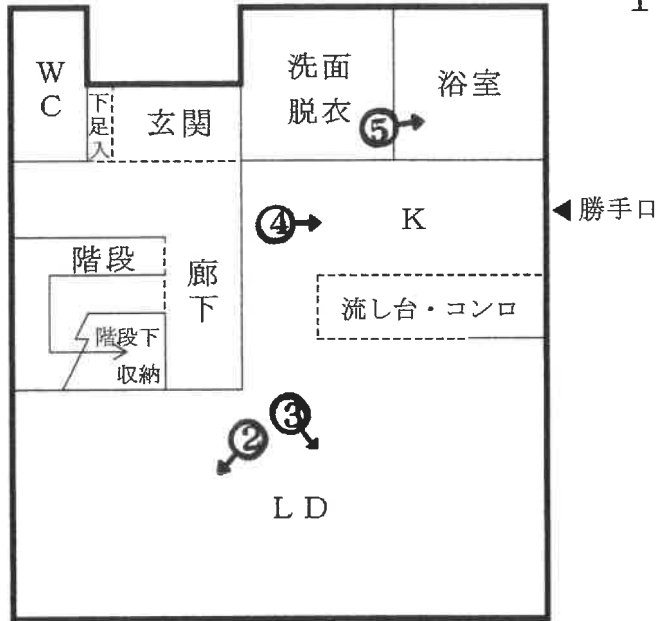 W
C
下
足
入
玄関
洗面
脱衣
⑤
浴室
④
K
◀勝手口
階段
廊
下
流し台・コンロ
階段下
収納
③
②
LD